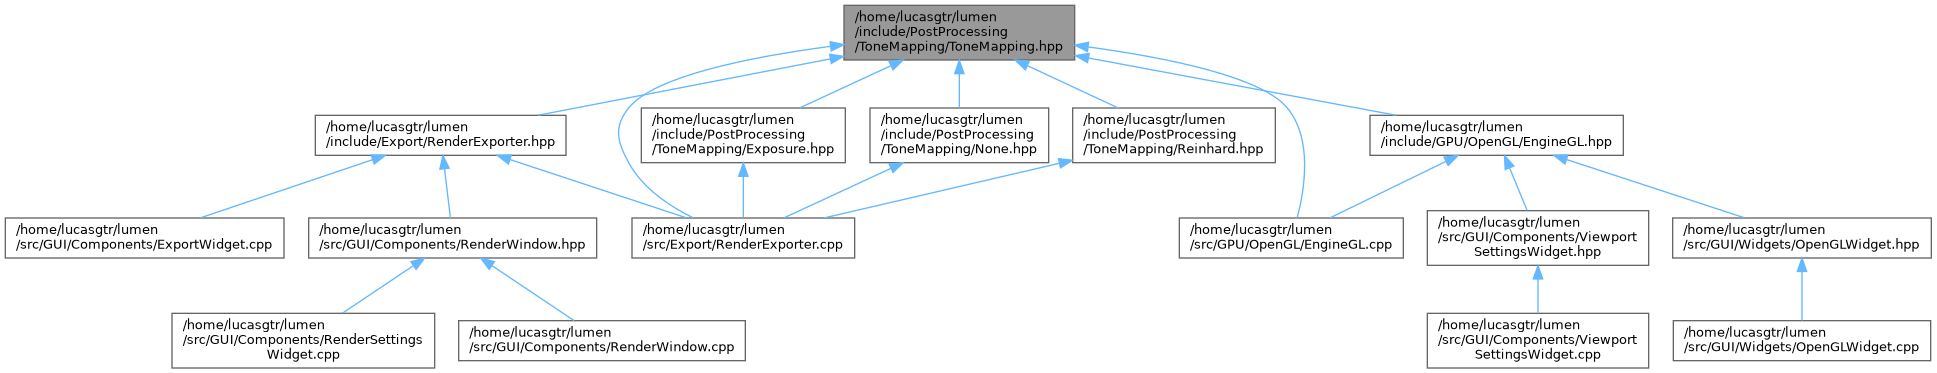 /home/lucasgtr/lumen
/include/PostProcessing
/ToneMapping/ToneMapping.hpp
/home/lucasgtr/lumen
/include/Export/RenderExporter.hpp
/home/lucasgtr/lumen
/include/PostProcessing
/ToneMapping/Exposure.hpp
/home/lucasgtr/lumen
/include/PostProcessing
/ToneMapping/None.hpp
/home/lucasgtr/lumen
/include/PostProcessing
/ToneMapping/Reinhard.hpp
/home/lucasgtr/lumen
/include/GPU/OpenGL/EngineGL.hpp
/home/lucasgtr/lumen
/src/GUI/Components/ExportWidget.cpp
/home/lucasgtr/lumen
/src/GUI/Components/RenderWindow.hpp
/home/lucasgtr/lumen
/src/Export/RenderExporter.cpp
/home/lucasgtr/lumen
/src/GPU/OpenGL/EngineGL.cpp
/home/lucasgtr/lumen
/src/GUI/Components/Viewport
SettingsWidget.hpp
/home/lucasgtr/lumen
/src/GUI/Widgets/OpenGLWidget.hpp
/home/lucasgtr/lumen
/src/GUI/Components/RenderSettings
Widget.cpp
/home/lucasgtr/lumen
/src/GUI/Components/RenderWindow.cpp
/home/lucasgtr/lumen
/src/GUI/Components/Viewport
SettingsWidget.cpp
/home/lucasgtr/lumen
/src/GUI/Widgets/OpenGLWidget.cpp